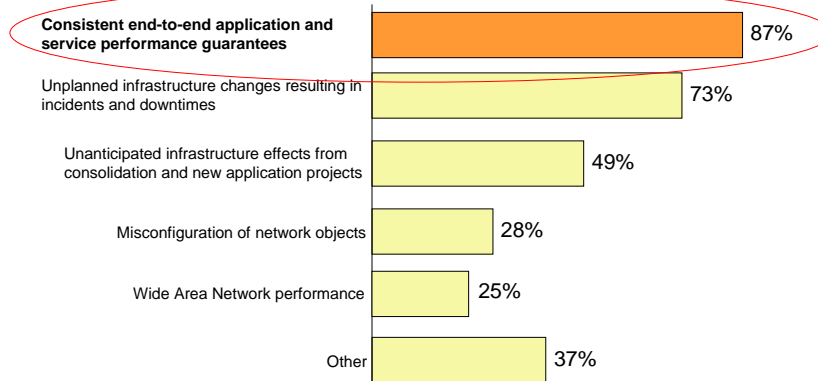 Consistent end-to-end application and
service performance guarantees
87%
Unplanned infrastructure changes resulting in
incidents and downtimes
73%
Unanticipated infrastructure effects from
consolidation and new application projects
49%
Misconfiguration of network objects
28%
Wide Area Network performance
25%
Other
37%